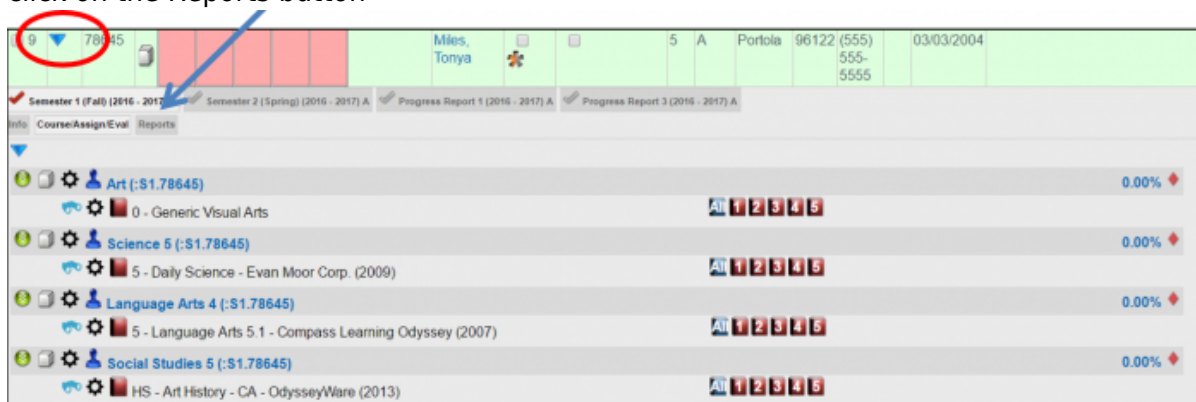 Click on the Reports button
9 78645 Miles, Tonya 5 A Portola 96122 (555) 555-5555 03/03/2004
Semester 1 (Fall) (2016 - 2017) Semester 2 (Spring) (2016 - 2017) A Progress Report 1 (2016 - 2017) A Progress Report 3 (2016 - 2017) A
Info Course/Assign/Eval Reports
Art (:S1.78645) 0.00%
0 - Generic Visual Arts All 1 2 3 4 5
Science 5 (:S1.78645) 0.00%
5 - Daily Science - Evan Moor Corp. (2009) All 1 2 3 4 5
Language Arts 4 (:S1.78645) 0.00%
5 - Language Arts 5.1 - Compass Learning Odyssey (2007) All 1 2 3 4 5
Social Studies 5 (:S1.78645) 0.00%
HS - Art History - CA - OdysseyWare (2013) All 1 2 3 4 5